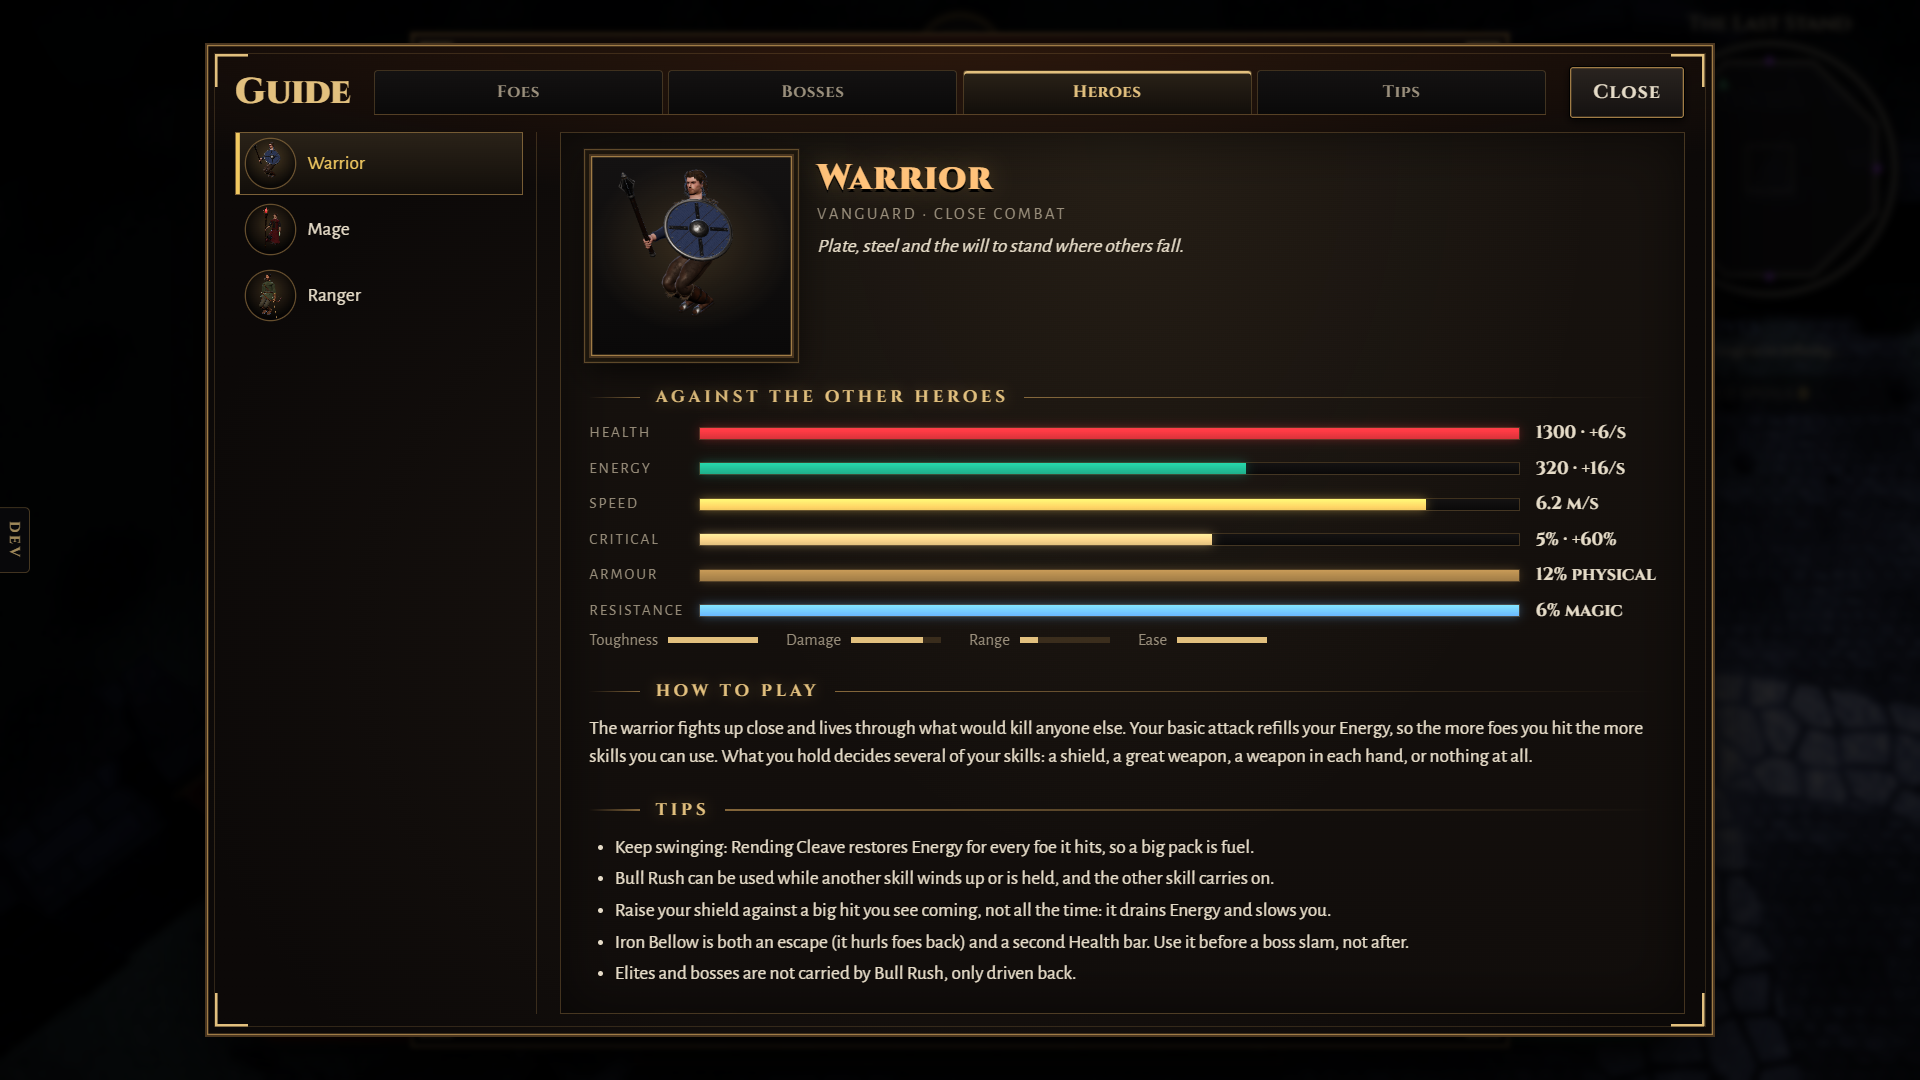 THE LAST STAND
GUIDE
FOES
BOSSES
HEROES
TIPS
CLOSE
Warrior
Mage
Ranger
WARRIOR
VANGUARD · CLOSE COMBAT
Plate, steel and the will to stand where others fall.
AGAINST THE OTHER HEROES
HEALTH 1300 · +6/S
ENERGY 320 · +16/S
SPEED 6.2 M/S
CRITICAL 5% · +60%
ARMOUR 12% PHYSICAL
RESISTANCE 6% MAGIC
Toughness Damage Range Ease
HOW TO PLAY
The warrior fights up close and lives through what would kill anyone else. Your basic attack refills your Energy, so the more foes you hit the more
skills you can use. What you hold decides several of your skills: a shield, a great weapon, a weapon in each hand, or nothing at all.
TIPS
• Keep swinging: Rending Cleave restores Energy for every foe it hits, so a big pack is fuel.
• Bull Rush can be used while another skill winds up or is held, and the other skill carries on.
• Raise your shield against a big hit you see coming, not all the time: it drains Energy and slows you.
• Iron Bellow is both an escape (it hurls foes back) and a second Health bar. Use it before a boss slam, not after.
• Elites and bosses are not carried by Bull Rush, only driven back.
DEV